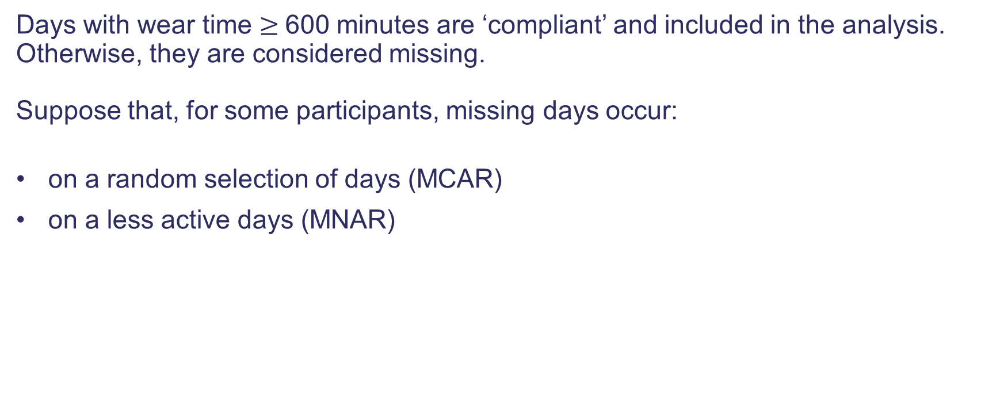 Days with wear time ≥ 600 minutes are ‘compliant’ and included in the analysis.
Otherwise, they are considered missing.
Suppose that, for some participants, missing days occur:
• on a random selection of days (MCAR)
• on a less active days (MNAR)